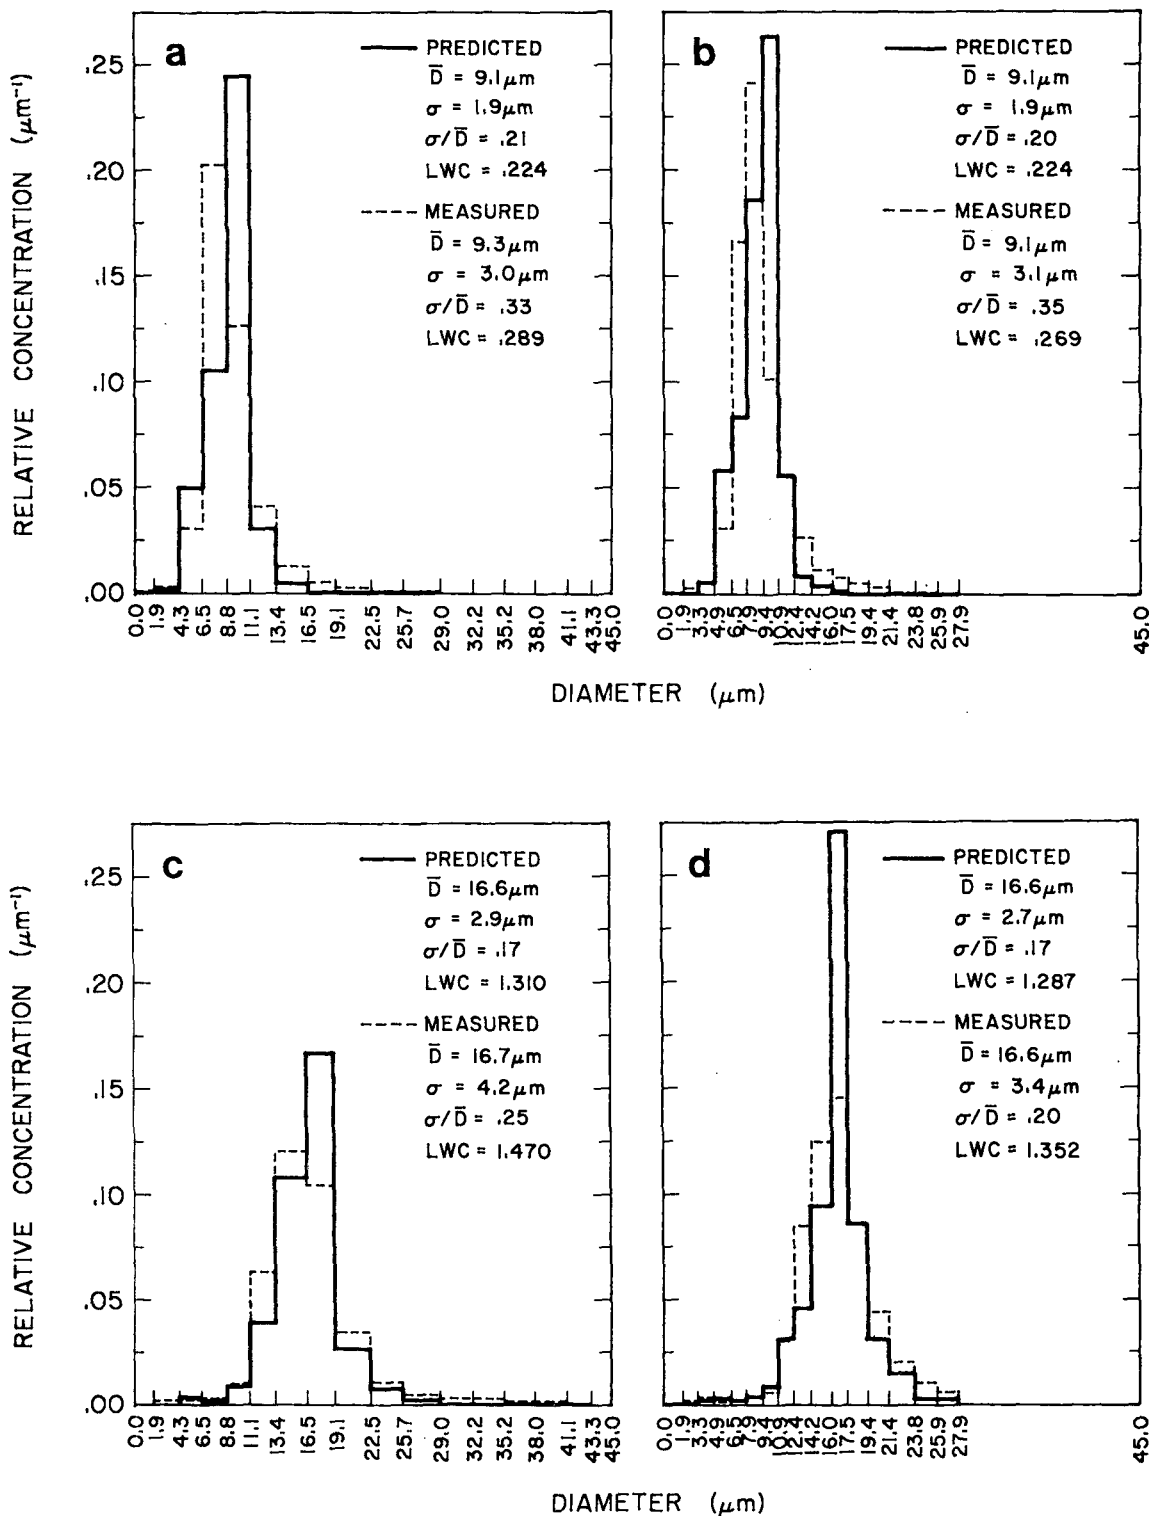 a
PREDICTED
D̄ = 9.1μm
σ = 1.9μm
σ/D̄ = .21
LWC = .224
MEASURED
D̄ = 9.3μm
σ = 3.0μm
σ/D̄ = .33
LWC = .289
RELATIVE CONCENTRATION (μm⁻¹)
.25
.20
.15
.10
.05
.00
0.0 1.9 4.3 6.5 8.8 11.1 13.4 16.5 19.1 22.5 25.7 29.0 32.2 35.2 38.0 41.1 43.3 45.0
b
PREDICTED
D̄ = 9.1μm
σ = 1.9μm
σ/D̄ = .20
LWC = .224
MEASURED
D̄ = 9.1μm
σ = 3.1μm
σ/D̄ = .35
LWC = .269
0.0 1.9 3.3 4.9 6.5 7.9 9.4 10.9 12.4 14.2 16.0 17.5 19.4 21.4 23.8 25.9 27.9 45.0
DIAMETER (μm)
c
PREDICTED
D̄ = 16.6μm
σ = 2.9μm
σ/D̄ = .17
LWC = 1.310
MEASURED
D̄ = 16.7μm
σ = 4.2μm
σ/D̄ = .25
LWC = 1.470
RELATIVE CONCENTRATION (μm⁻¹)
.25
.20
.15
.10
.05
.00
0.0 1.9 4.3 6.5 8.8 11.1 13.4 16.5 19.1 22.5 25.7 29.0 32.2 35.2 38.0 41.1 43.3 45.0
d
PREDICTED
D̄ = 16.6μm
σ = 2.7μm
σ/D̄ = .17
LWC = 1.287
MEASURED
D̄ = 16.6μm
σ = 3.4μm
σ/D̄ = .20
LWC = 1.352
0.0 1.9 3.3 4.9 6.5 7.9 9.4 10.9 12.4 14.2 16.0 17.5 19.4 21.4 23.8 25.9 27.9 45.0
DIAMETER (μm)